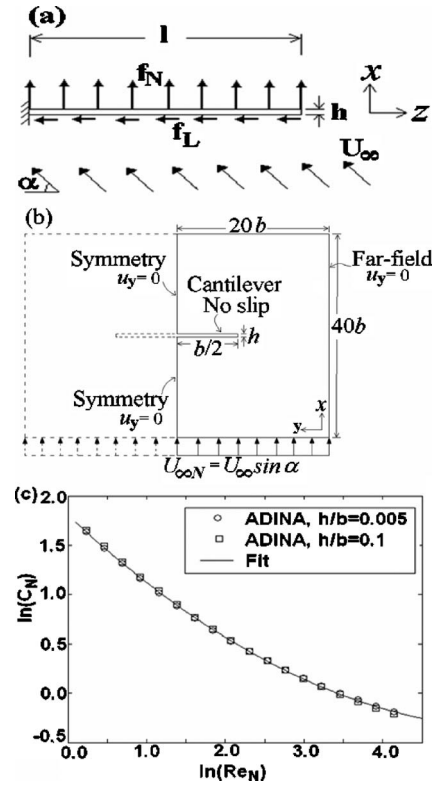 (a)
l
f_N
x
h
z
f_L
U_∞
α
(b)
20b
Symmetry
u_y= 0
Far-field
u_y= 0
Cantilever
No slip
h
b/2
40b
Symmetry
u_y= 0
x
y
U_∞N = U_∞ sin α
(c)
2.0
ADINA, h/b=0.005
ADINA, h/b=0.1
Fit
1.5
1.0
0.5
0.0
-0.5
ln(C_N)
0.0 1.0 2.0 3.0 4.0
ln(Re_N)